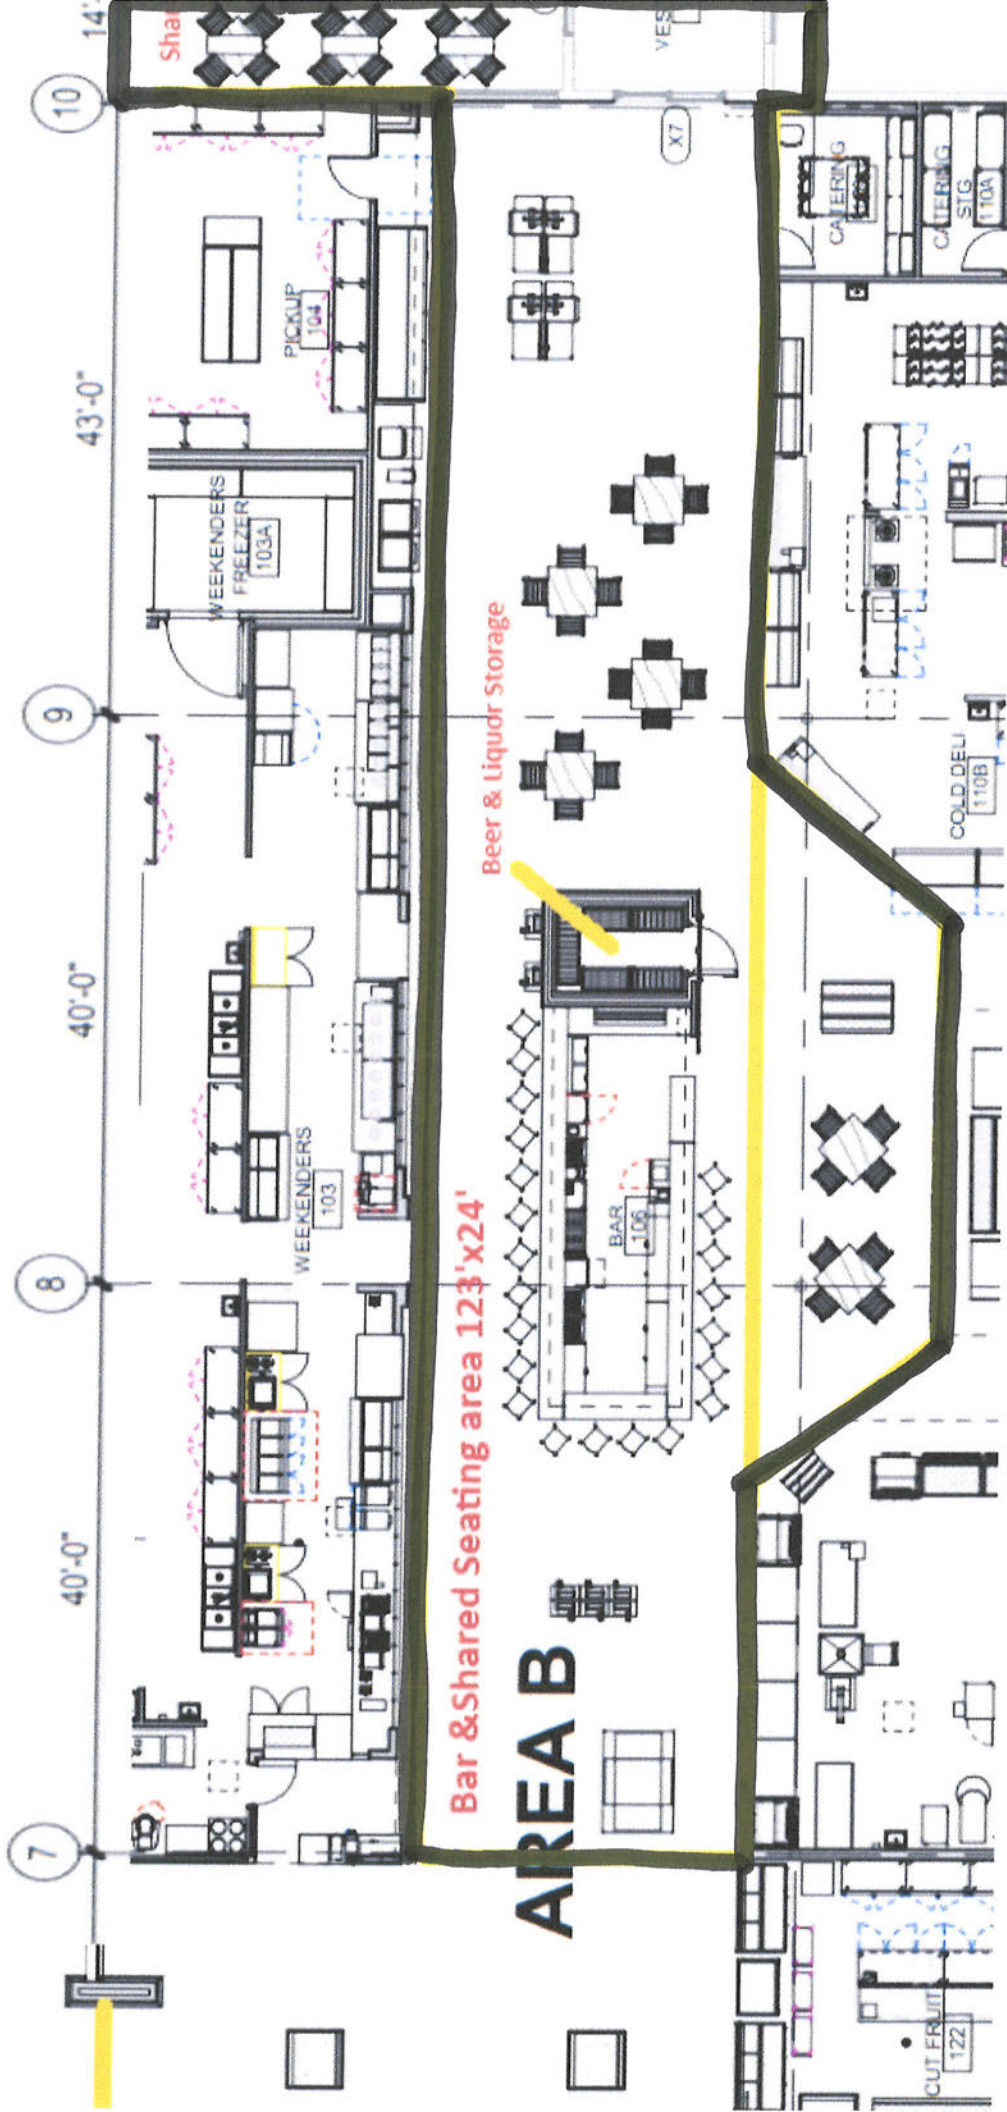 14'-
Sha
VES
10
X7
CATERING
CATERING
STG
110A
PICKUP
104
43'-0"
WEEKENDERS
FREEZER
103A
9
Beer & Liquor Storage
COLD DELI
110B
40'-0"
WEEKENDERS
103
BAR
106
8
Bar &Shared Seating area 123'x24'
40'-0"
AREA B
7
CUT FRUIT
122